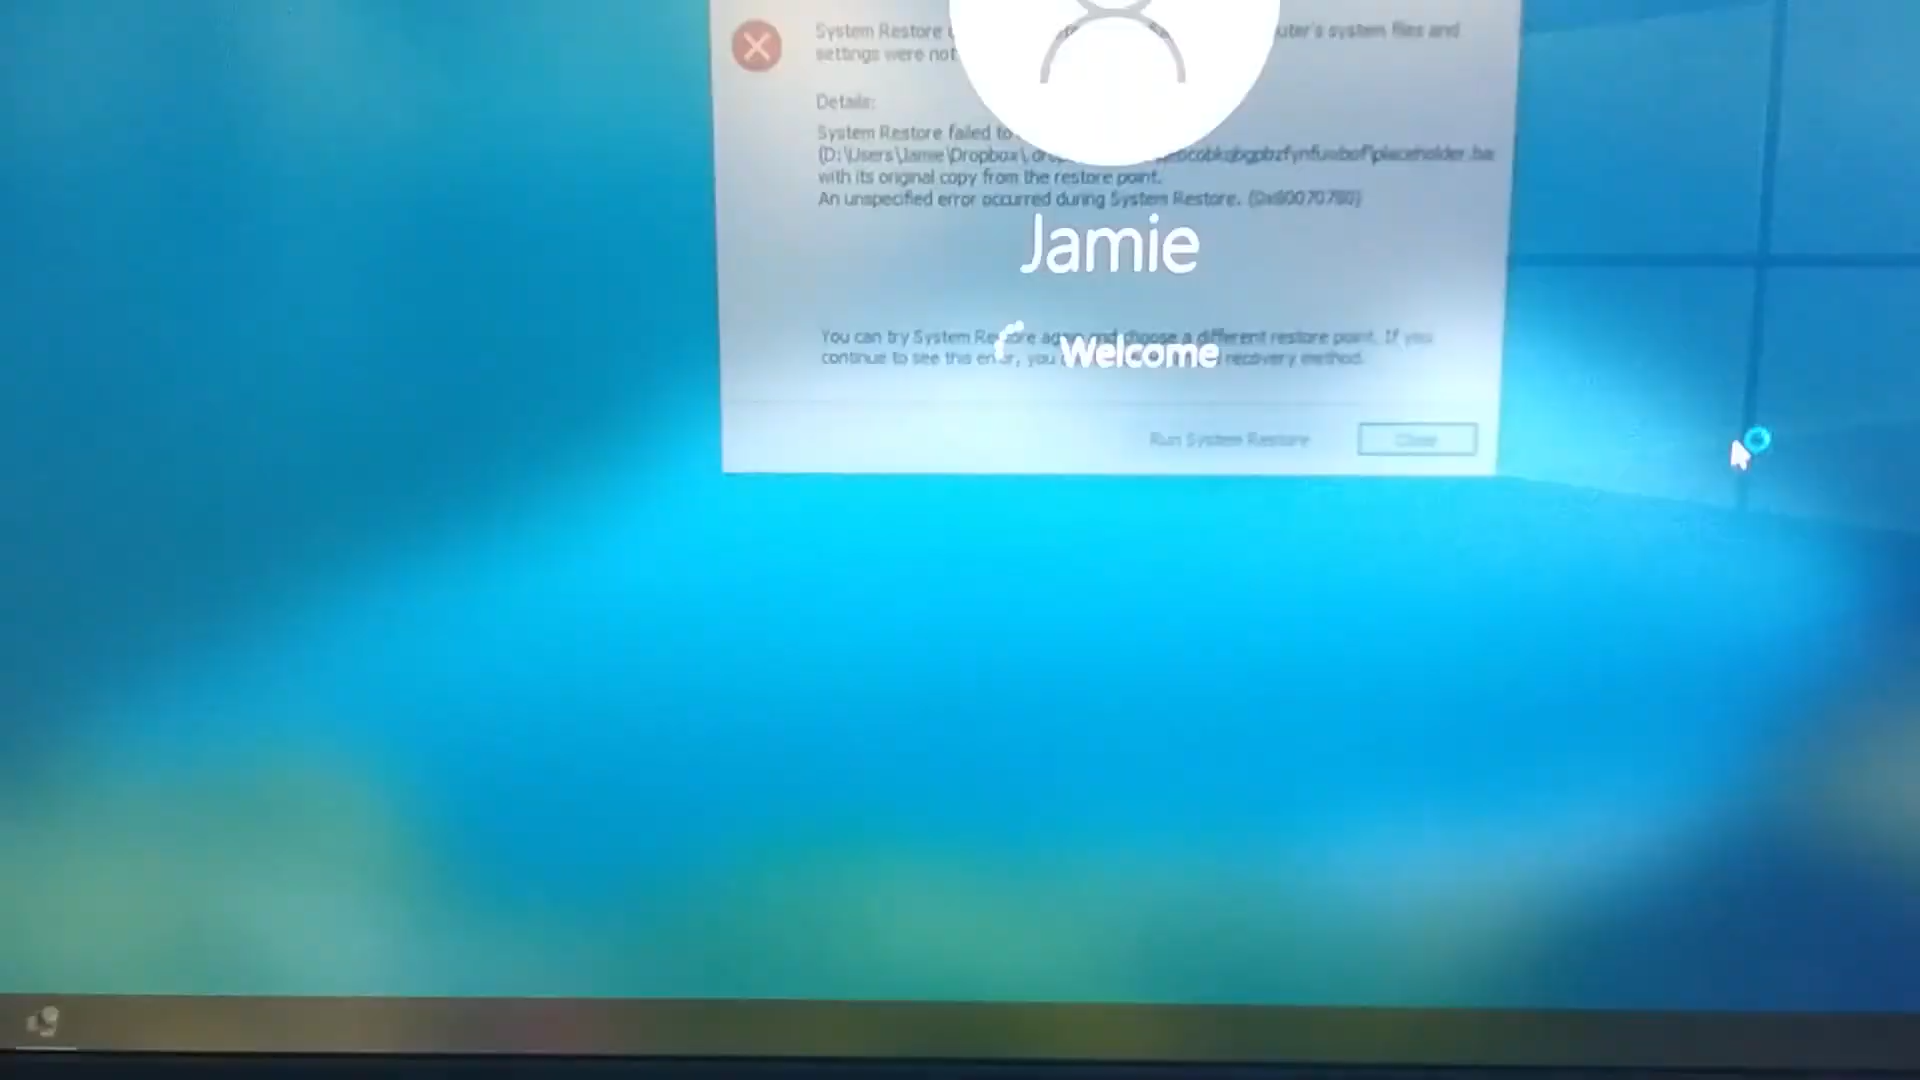 System Restore
uter's system files and
settings were not
Details:
System Restore failed to
(D:\Users\Jamie\Dropbox\
\placeholder.ba
with its original copy from the restore point.
An unspecified error occurred during System Restore. (0x80070780)
Jamie
You can try System Restore again and choose a different restore point. If you
continue to see this error, you
recovery method.
Welcome
Run System Restore
Close